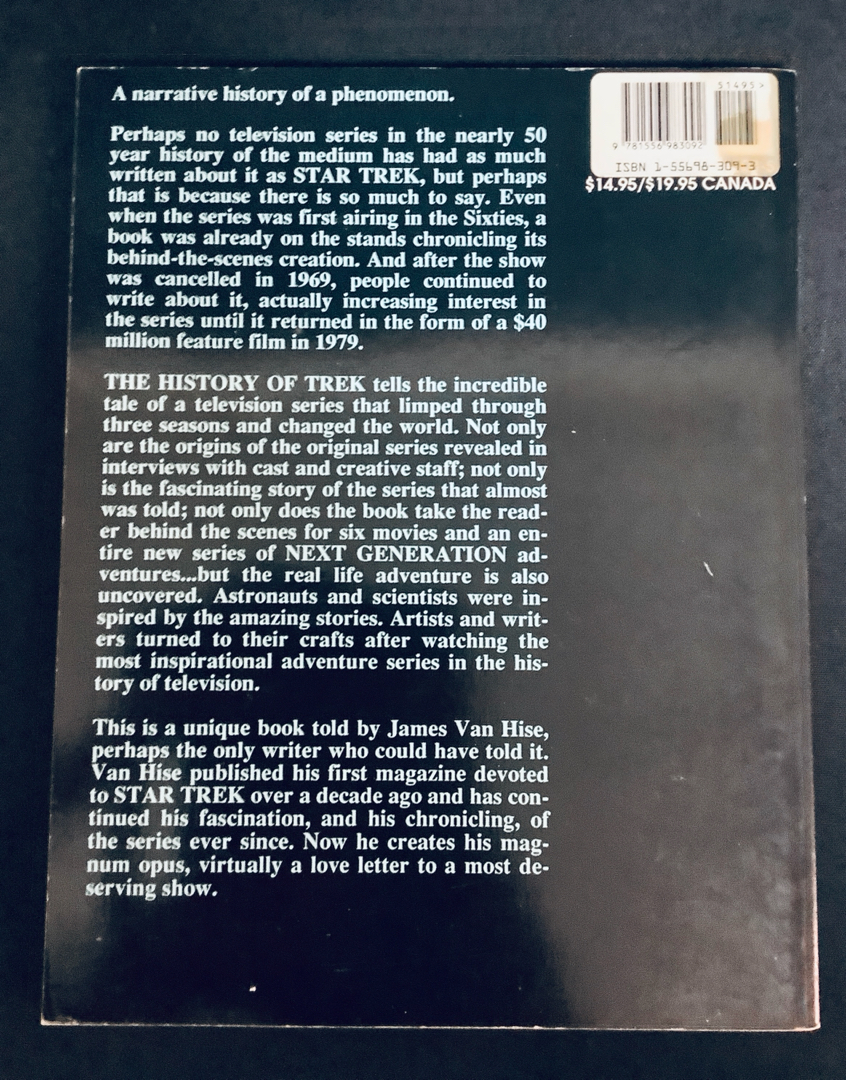 A narrative history of a phenomenon.
Perhaps no television series in the nearly 50
year history of the medium has had as much
written about it as STAR TREK, but perhaps
that is because there is so much to say. Even
when the series was first airing in the Sixties, a
book was already on the stands chronicling its
behind-the-scenes creation. And after the show
was cancelled in 1969, people continued to
write about it, actually increasing interest in
the series until it returned in the form of a $40
million feature film in 1979.
THE HISTORY OF TREK tells the incredible
tale of a television series that limped through
three seasons and changed the world. Not only
are the origins of the original series revealed in
interviews with cast and creative staff; not only
is the fascinating story of the series that almost
was told; not only does the book take the read-
er behind the scenes for six movies and an en-
tire new series of NEXT GENERATION ad-
ventures...but the real life adventure is also
uncovered. Astronauts and scientists were in-
spired by the amazing stories. Artists and writ-
ers turned to their crafts after watching the
most inspirational adventure series in the his-
tory of television.
This is a unique book told by James Van Hise,
perhaps the only writer who could have told it.
Van Hise published his first magazine devoted
to STAR TREK over a decade ago and has con-
tinued his fascination, and his chronicling, of
the series ever since. Now he creates his mag-
num opus, virtually a love letter to a most de-
serving show.
51495>
9 781556 983092
ISBN 1-55698-309-3
$14.95/$19.95 CANADA